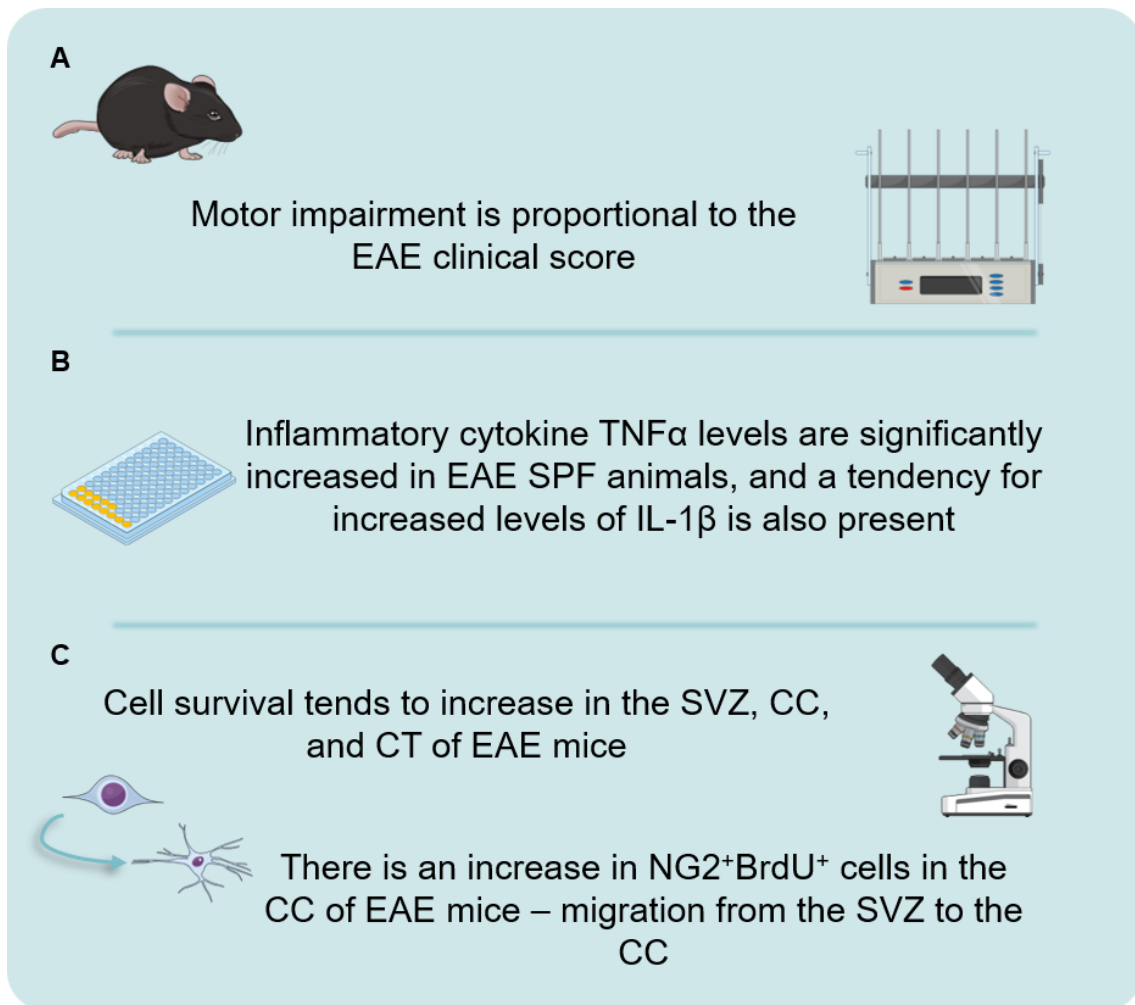 A
Motor impairment is proportional to the
EAE clinical score
B
Inflammatory cytokine TNFα levels are significantly
increased in EAE SPF animals, and a tendency for
increased levels of IL-1β is also present
C
Cell survival tends to increase in the SVZ, CC,
and CT of EAE mice
There is an increase in NG2⁺BrdU⁺ cells in the
CC of EAE mice – migration from the SVZ to the
CC